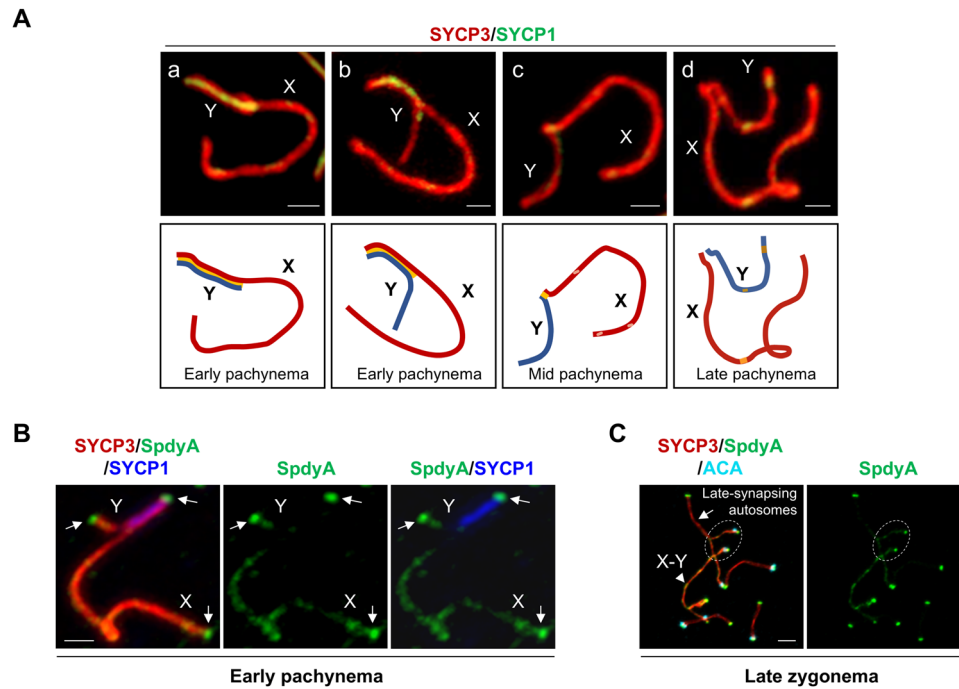 A
SYCP3/SYCP1
a
X
Y
b
Y
X
c
X
Y
d
Y
X
X
Y
Early pachynema
Y
X
Early pachynema
X
Y
Mid pachynema
Y
X
Late pachynema
B
SYCP3/SpdyA
/SYCP1
SpdyA
SpdyA/SYCP1
Y
X
Y
X
Y
X
Early pachynema
C
SYCP3/SpdyA
/ACA
SpdyA
Late-synapsing
autosomes
X-Y
Late zygonema